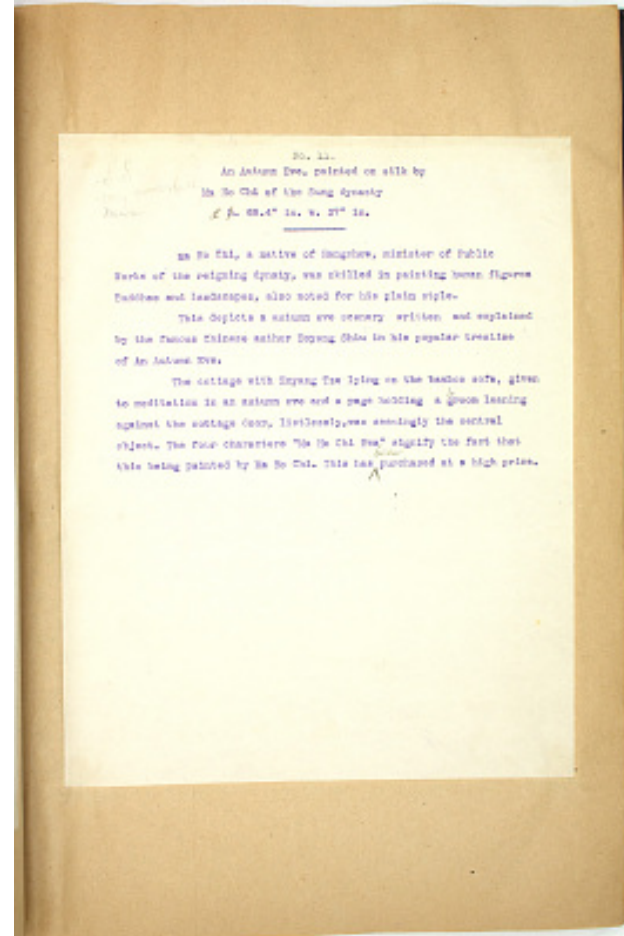 No. 11.
An Autumn Eve, painted on silk by
Ma Ho Chi of the Sung dynasty
68.4" in. w. 27" in.
Ma Ho Chi, a native of Hangchow, minister of Public
Works of the reigning dynasty, was skilled in painting human figures
Buddhas and landscapes, also noted for his plain style.
This depicts a autumn eve scenery written and explained
by the famous Chinese author Enyang Shiu in his popular treatise
of An Autumn Eve.
The cottage with Enyang Tze lying on the bamboo sofa, given
to meditation in an autumn eve and a page holding a leaning
against the cottage door, listlessly, was seemingly the central
object. The four characters "Ma Ho Chi Hwa" signify the fact that
this being painted by Ma Ho Chi. This has purchased at a high price.